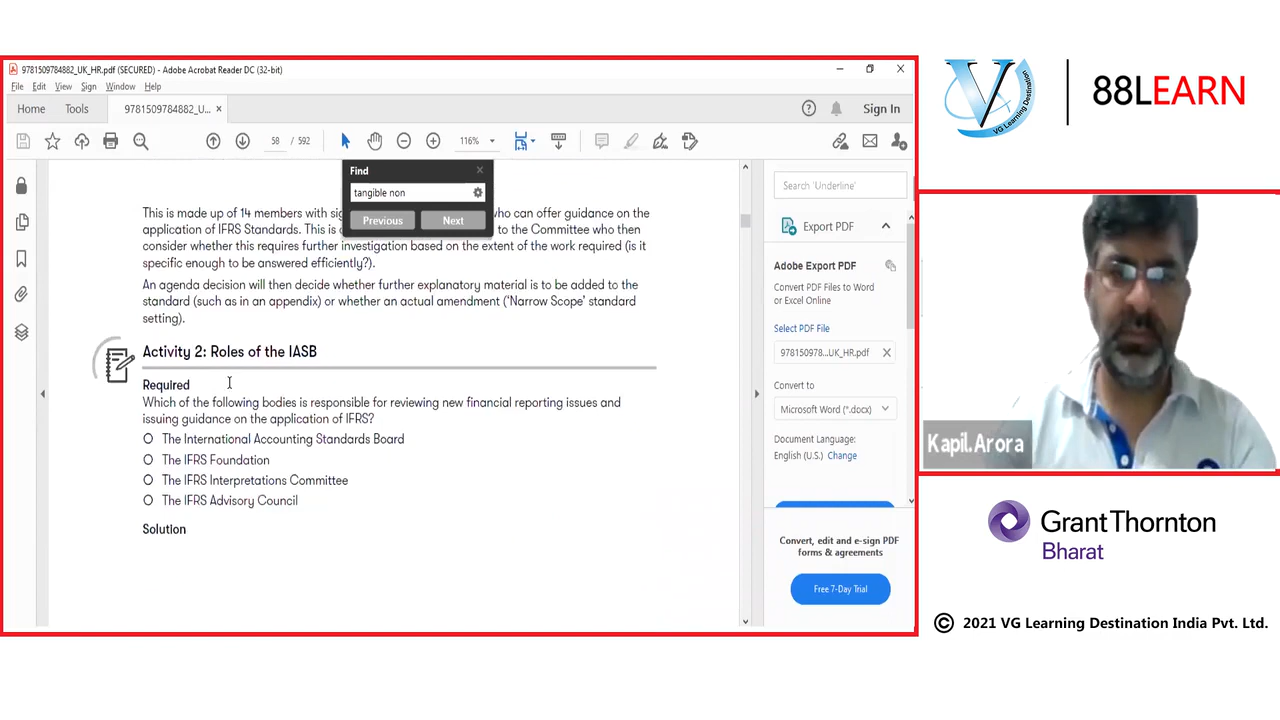 9781509784882_UK_HR.pdf (SECURED) - Adobe Acrobat Reader DC (32-bit)
File Edit View Sign Window Help
Home Tools 9781509784882_U... ×
Sign In
58 / 592 116%
Find
tangible non
Previous Next
This is made up of 14 members with sig who can offer guidance on the
application of IFRS Standards. This is to the Committee who then
consider whether this requires further investigation based on the extent of the work required (is it
specific enough to be answered efficiently?).
An agenda decision will then decide whether further explanatory material is to be added to the
standard (such as in an appendix) or whether an actual amendment ('Narrow Scope' standard
setting).
Activity 2: Roles of the IASB
Required
Which of the following bodies is responsible for reviewing new financial reporting issues and
issuing guidance on the application of IFRS?
The International Accounting Standards Board
The IFRS Foundation
The IFRS Interpretations Committee
The IFRS Advisory Council
Solution
Search 'Underline'
Export PDF
Adobe Export PDF
Convert PDF Files to Word
or Excel Online
Select PDF File
978150978...UK_HR.pdf
Convert to
Microsoft Word (*.docx)
Document Language:
English (U.S.) Change
Convert, edit and e-sign PDF
forms & agreements
Free 7-Day Trial
V
VG Learning Destination
88LEARN
Kapil.Arora
GrantThornton
Bharat
© 2021 VG Learning Destination India Pvt. Ltd.